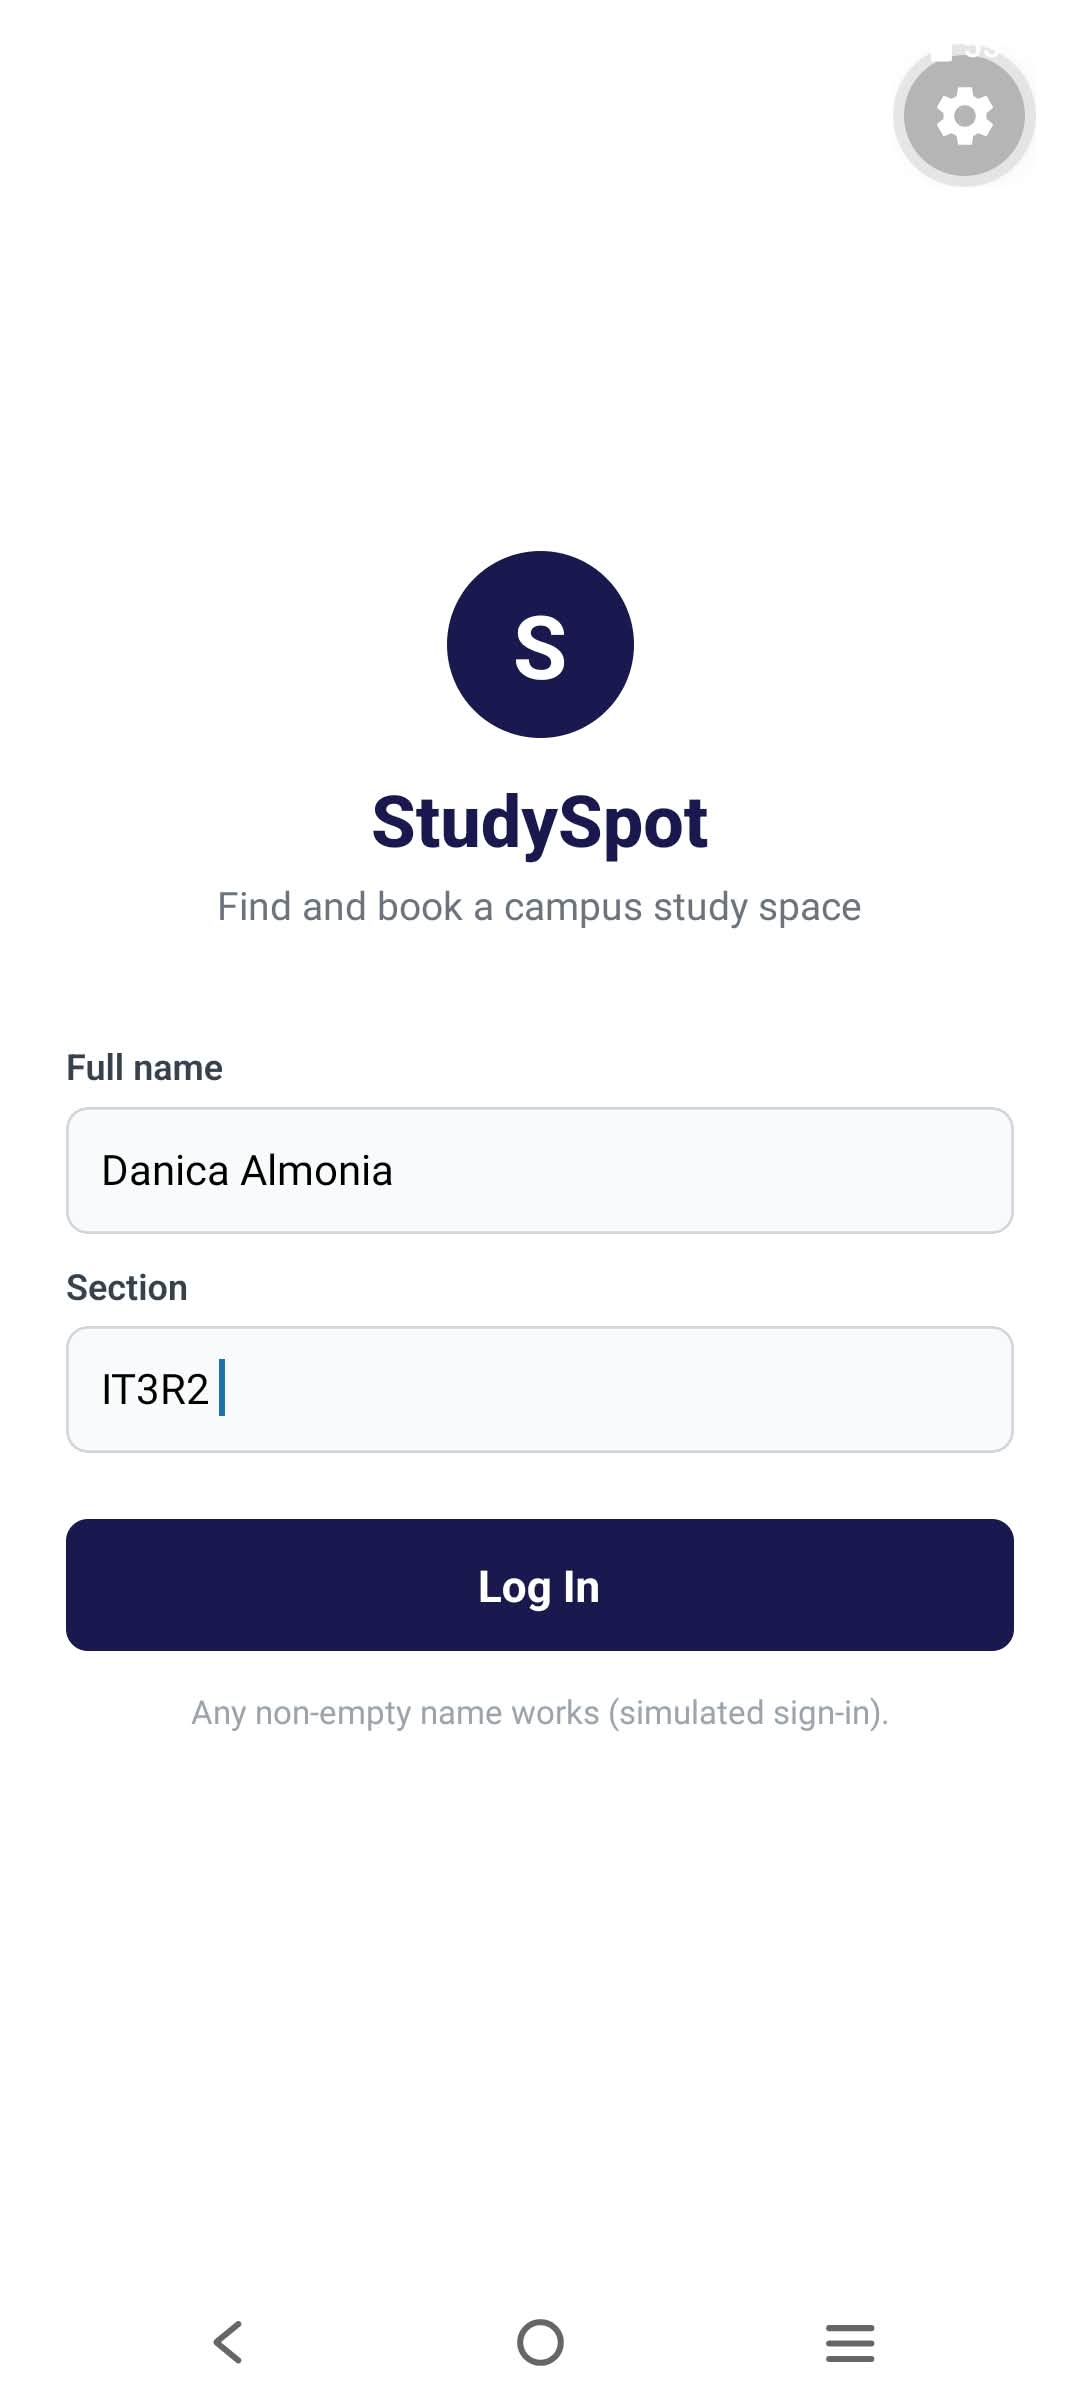 S
StudySpot
Find and book a campus study space
Full name
Danica Almonia
Section
IT3R2
Log In
Any non-empty name works (simulated sign-in).